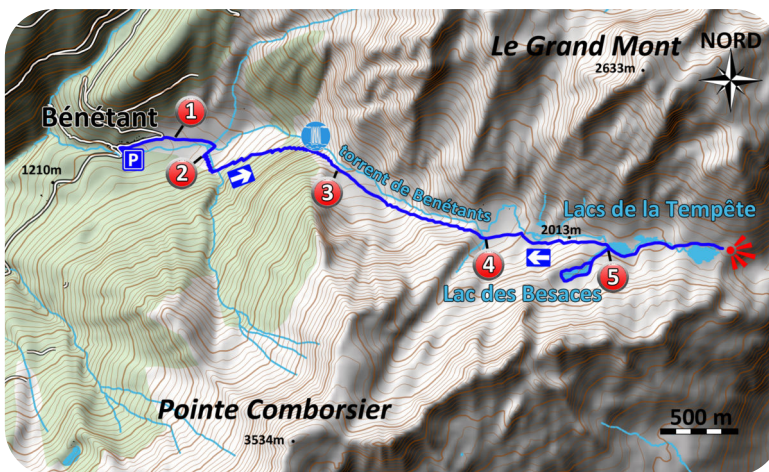 Le Grand Mont
NORD
2633m
Bénétant
1
P
1210m
2
3
torrent de Benétants
Lacs de la Tempête
2013m
4
5
Lac des Besaces
Pointe Comborsier
3534m
500 m